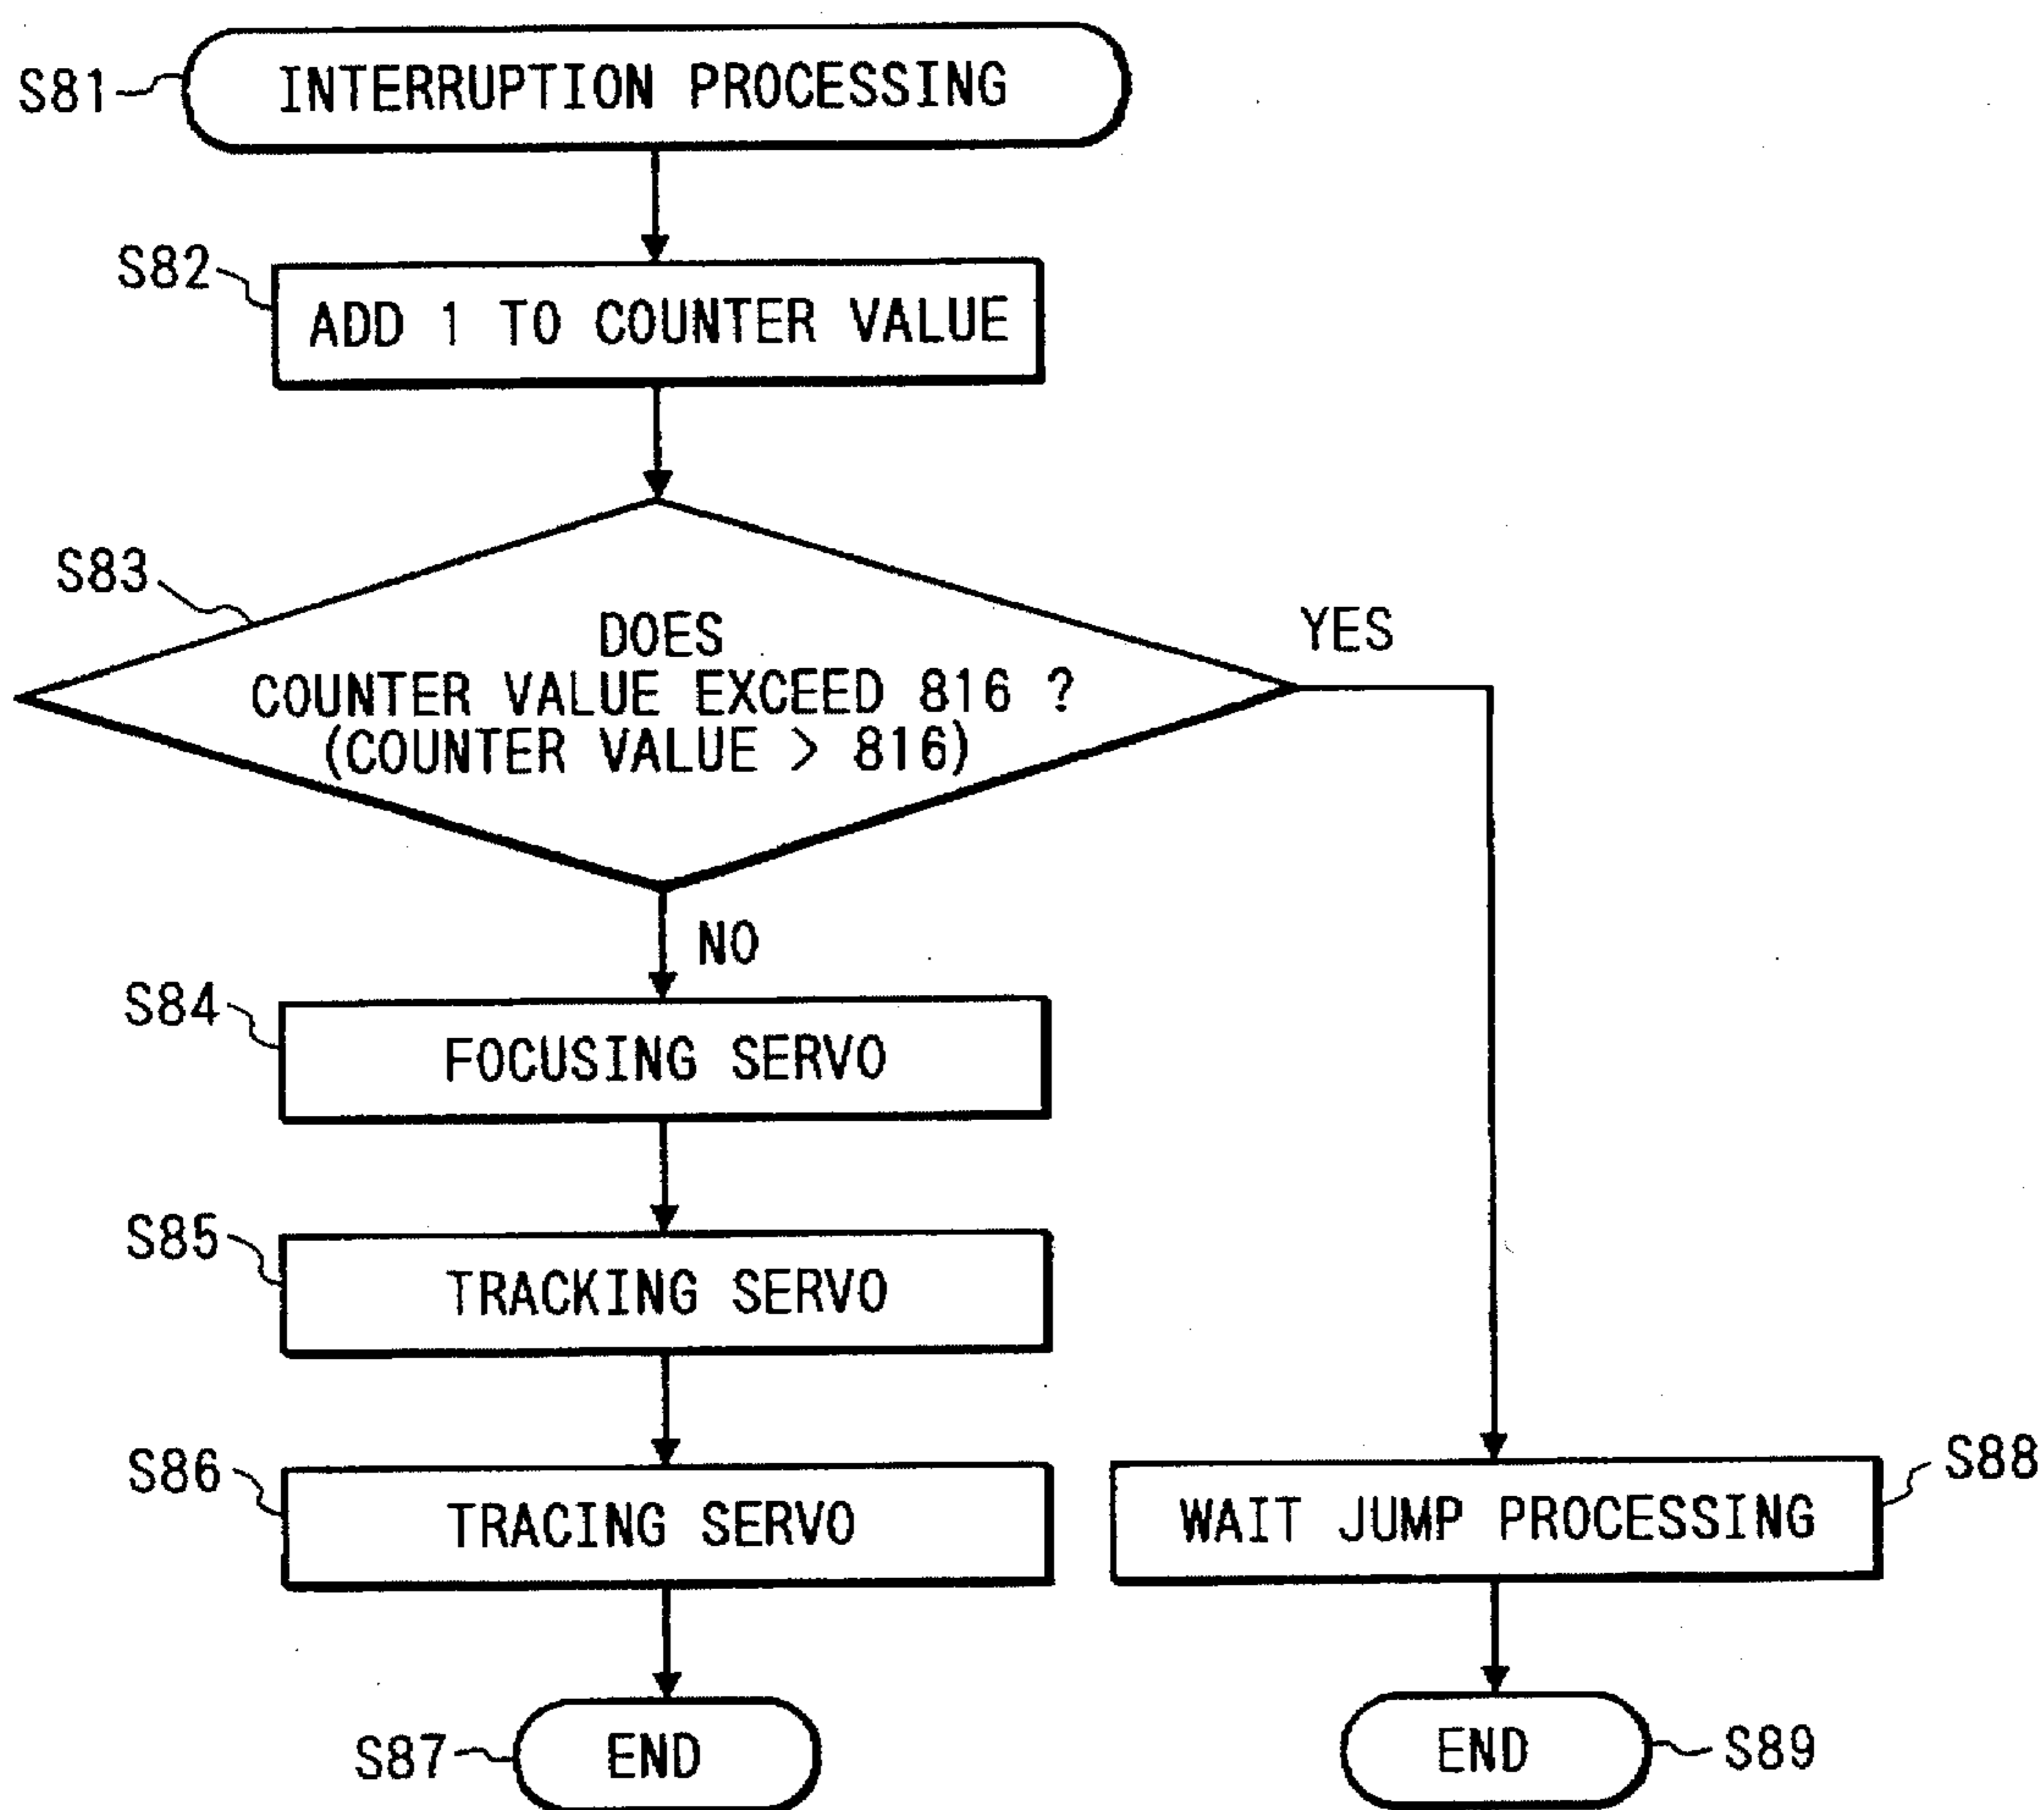 S81
INTERRUPTION PROCESSING
S82
ADD 1 TO COUNTER VALUE
S83
DOES
COUNTER VALUE EXCEED 816 ?
(COUNTER VALUE > 816)
YES
NO
S84
FOCUSING SERVO
S85
TRACKING SERVO
S86
TRACING SERVO
S88
WAIT JUMP PROCESSING
S87
END
END
S89